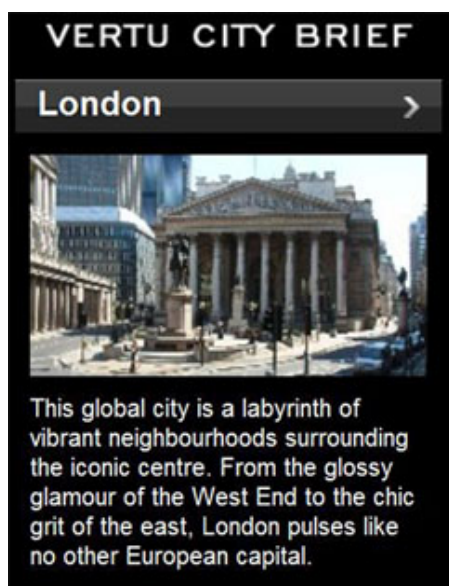 VERTU CITY BRIEF
London
This global city is a labyrinth of
vibrant neighbourhoods surrounding
the iconic centre. From the glossy
glamour of the West End to the chic
grit of the east, London pulses like
no other European capital.